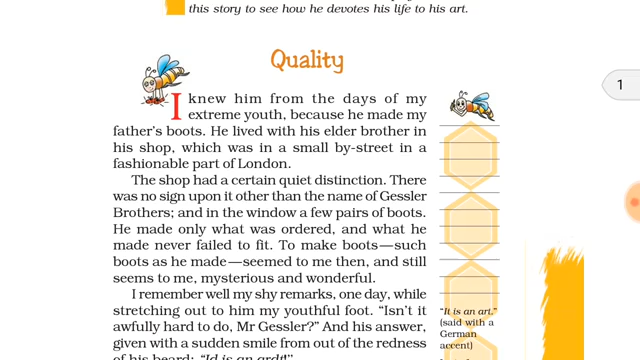 this story to see how he devotes his life to his art.
Quality
I knew him from the days of my
extreme youth, because he made my
father's boots. He lived with his elder brother in
his shop, which was in a small by-street in a
fashionable part of London.
The shop had a certain quiet distinction. There
was no sign upon it other than the name of Gessler
Brothers; and in the window a few pairs of boots.
He made only what was ordered, and what he
made never failed to fit. To make boots—such
boots as he made—seemed to me then, and still
seems to me, mysterious and wonderful.
I remember well my shy remarks, one day, while
stretching out to him my youthful foot. “Isn't it
awfully hard to do, Mr Gessler?” And his answer,
given with a sudden smile from out of the redness
of his beard: “Id is an ardt!”
1
“It is an art.”
(said with a
German
accent)